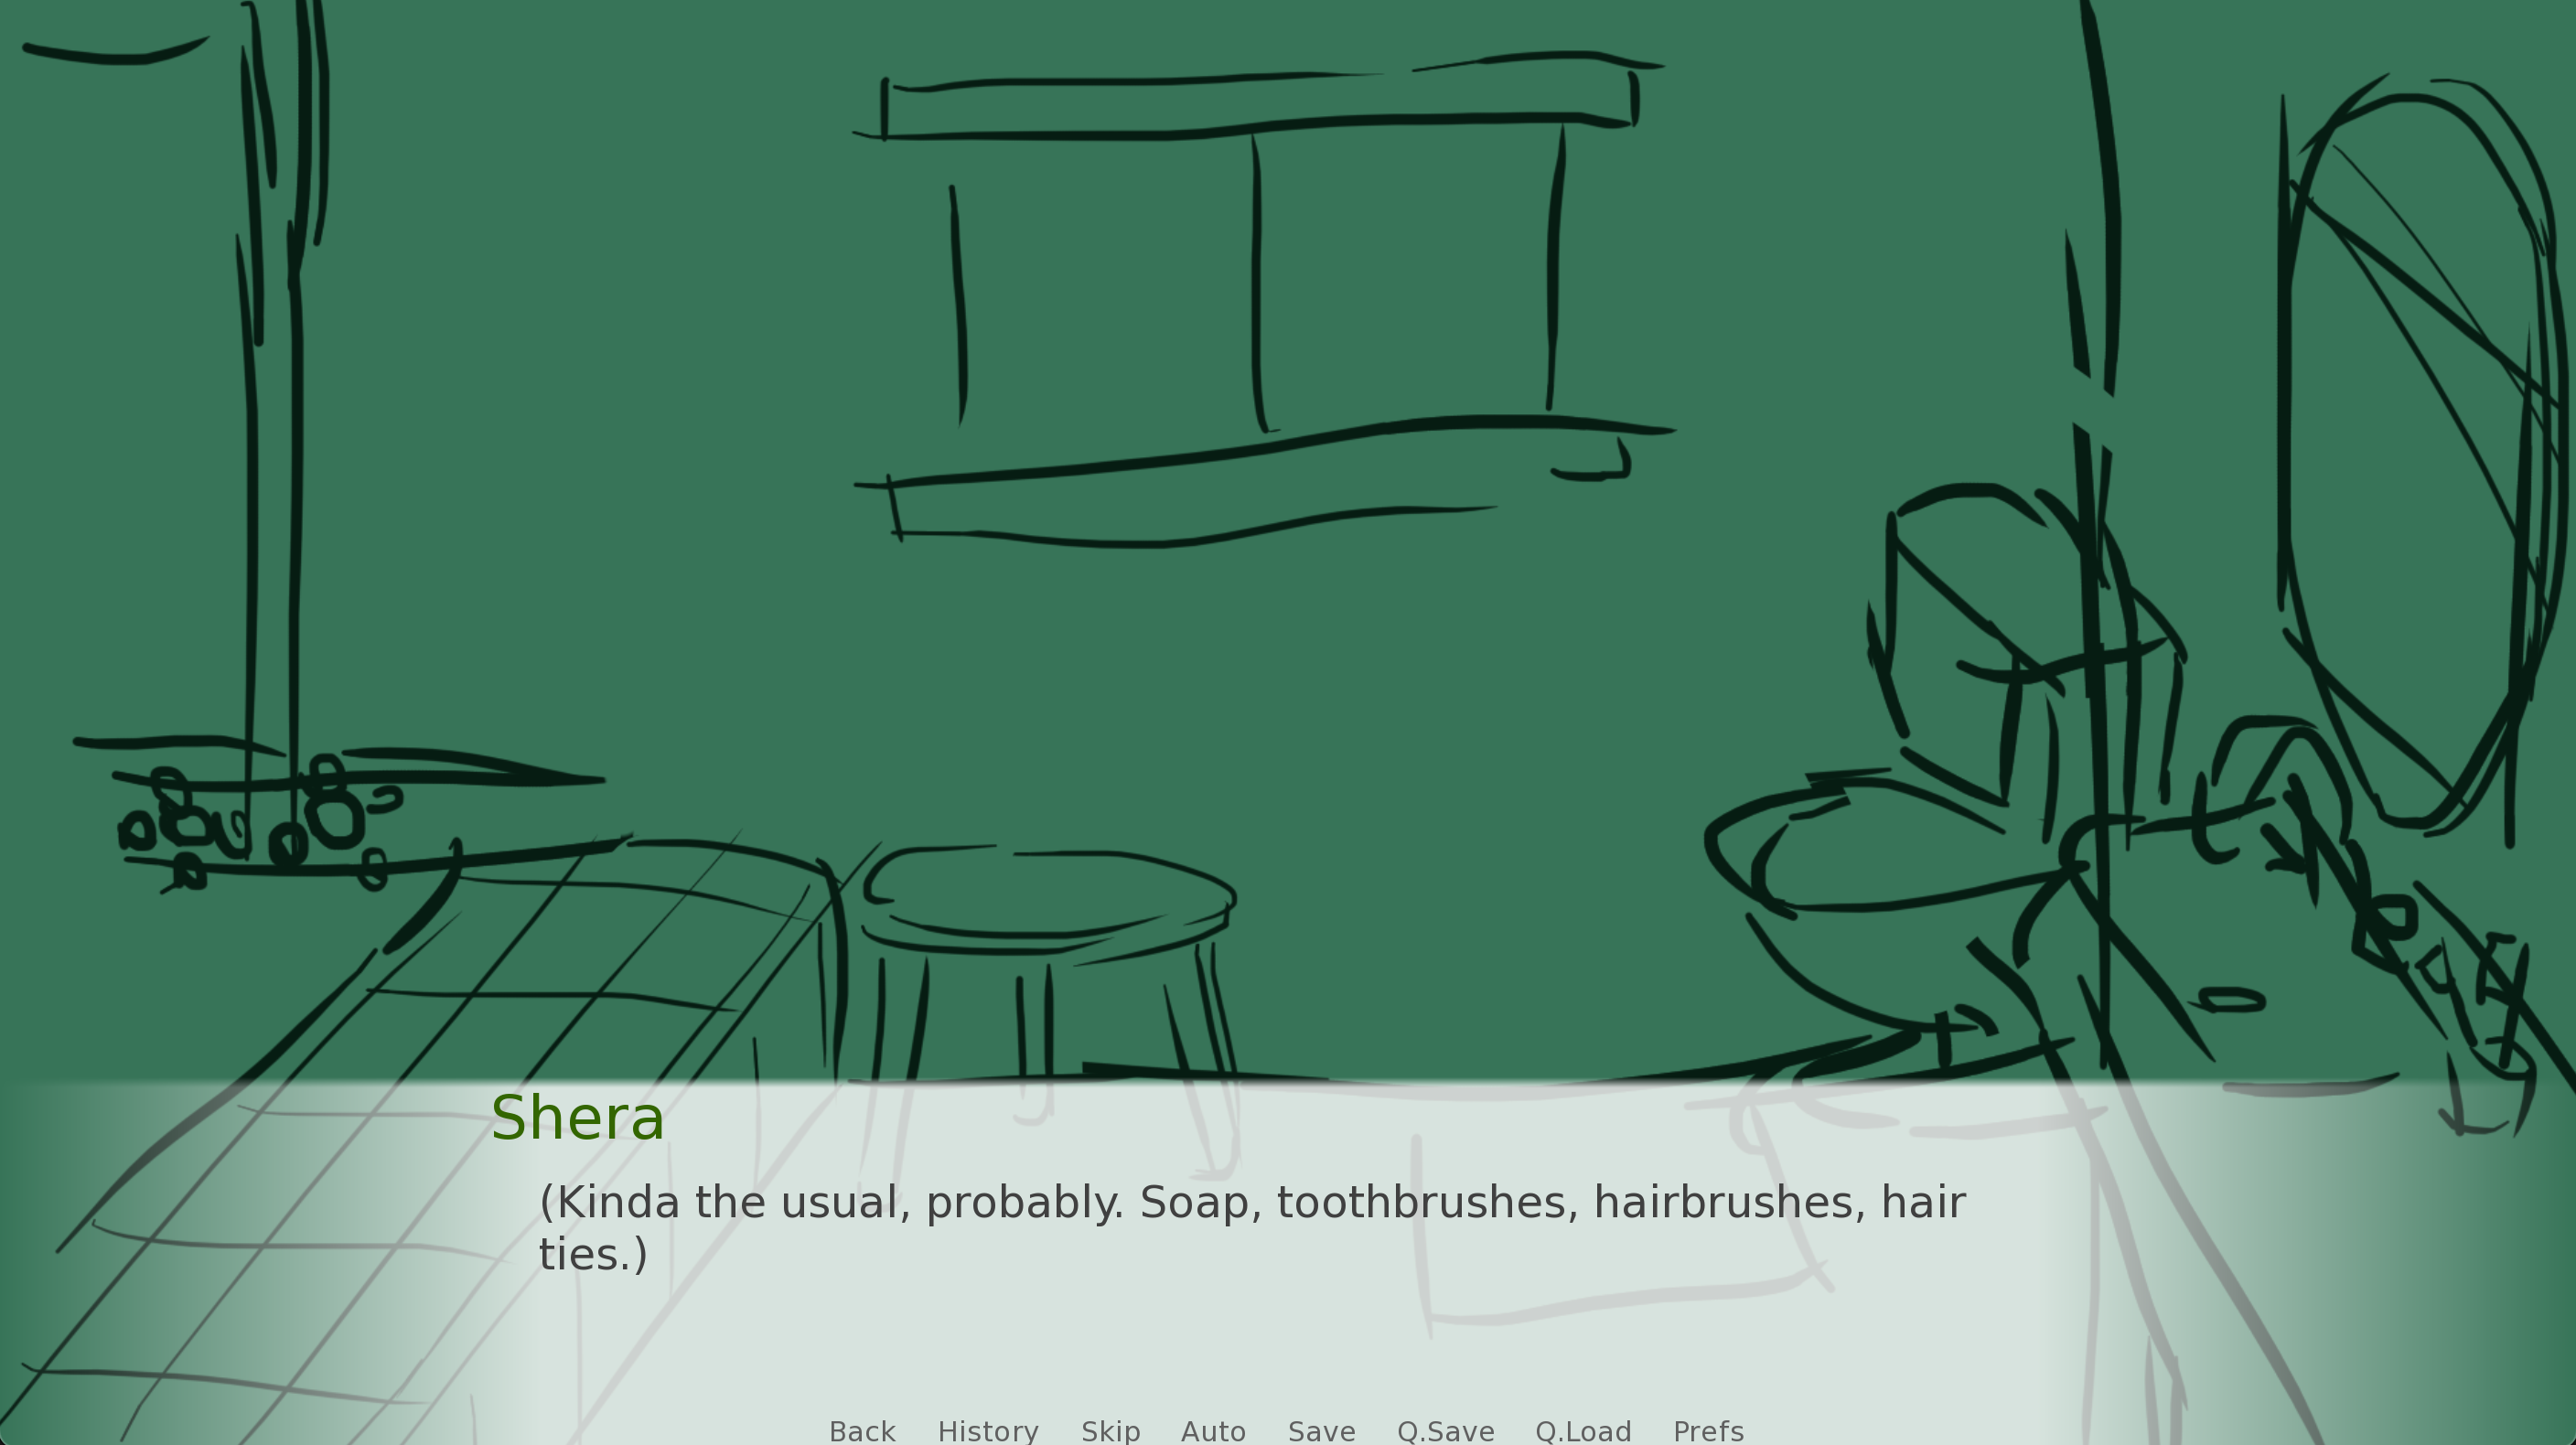 Shera
(Kinda the usual, probably. Soap, toothbrushes, hairbrushes, hair
ties.)
Back History Skip Auto Save Q.Save Q.Load Prefs